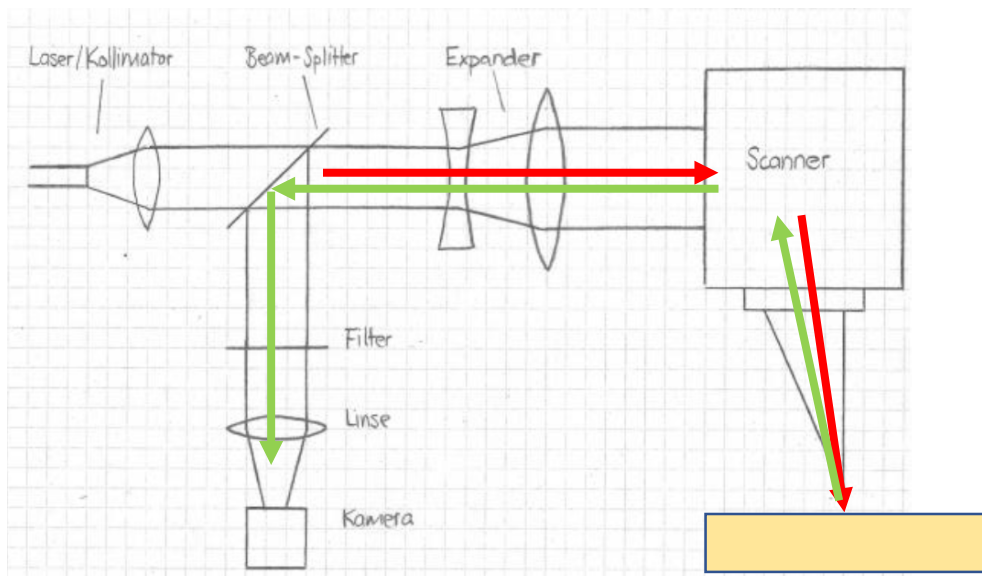 Laser/Kollimator
Beam-Splitter
Expander
Scanner
Filter
Linse
Kamera